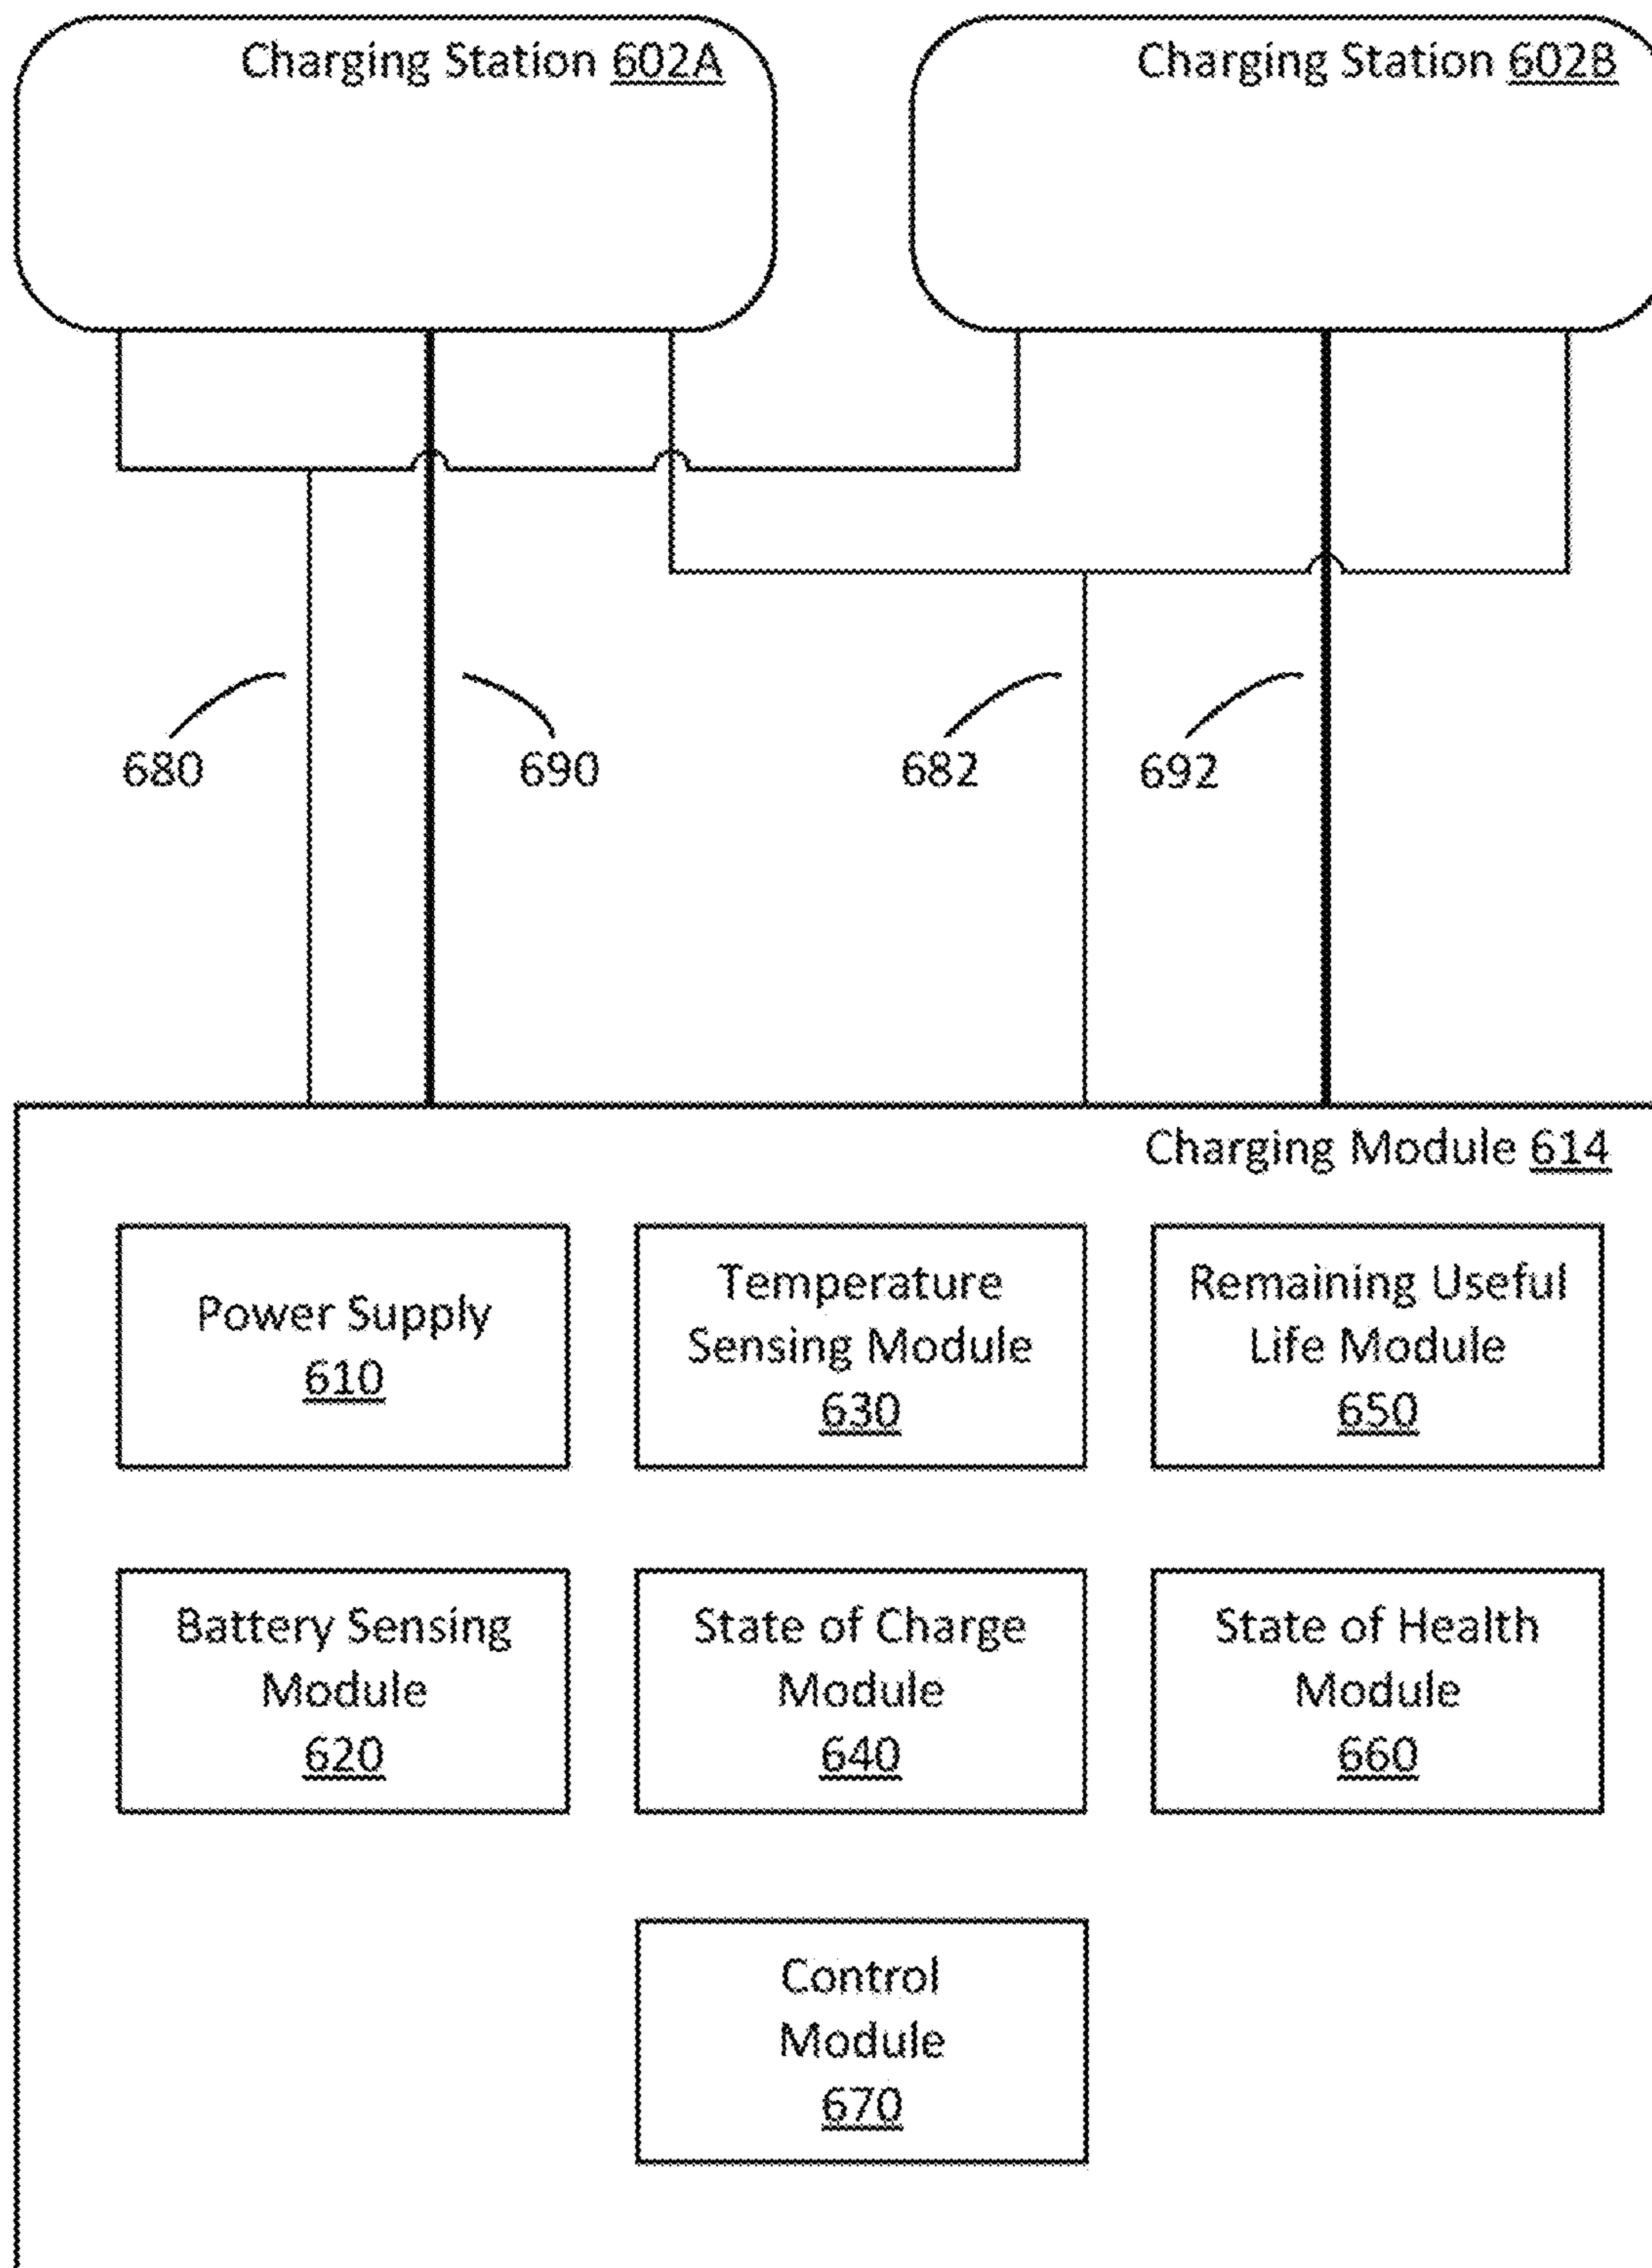 Charging Station 602A
Charging Station 602B
680
690
682
692
Charging Module 614
Power Supply
610
Temperature
Sensing Module
630
Remaining Useful
Life Module
650
Battery Sensing
Module
620
State of Charge
Module
640
State of Health
Module
660
Control
Module
670